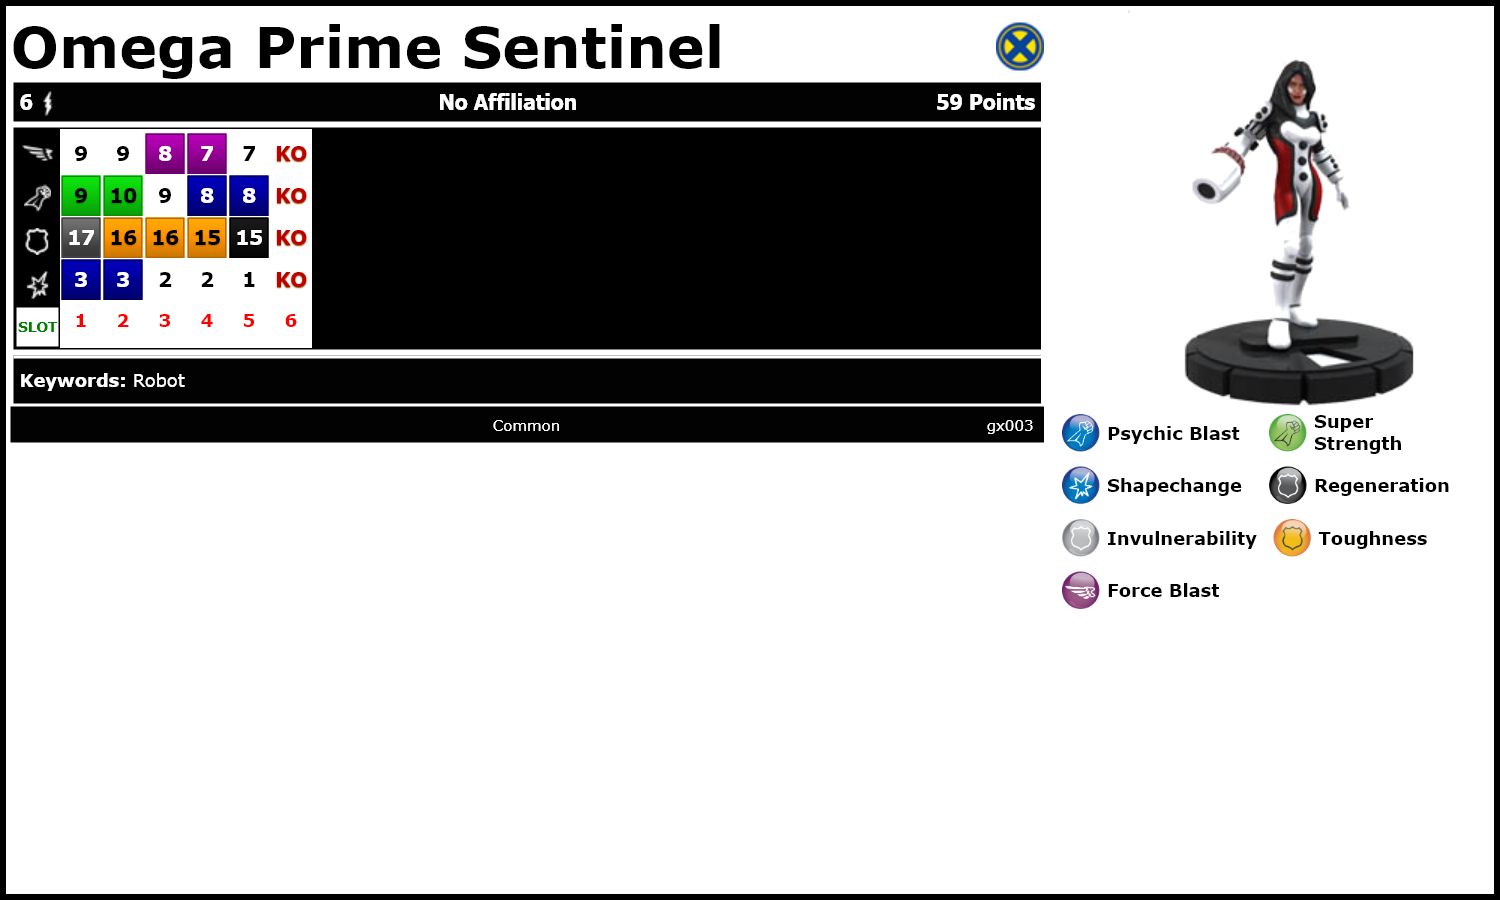 Omega Prime Sentinel
6 No Affiliation 59 Points
9 9 8 7 7 KO
9 10 9 8 8 KO
17 16 16 15 15 KO
3 3 2 2 1 KO
SLOT 1 2 3 4 5 6
Keywords: Robot
Common gx003
Psychic Blast
Super
Strength
Shapechange
Regeneration
Invulnerability
Toughness
Force Blast